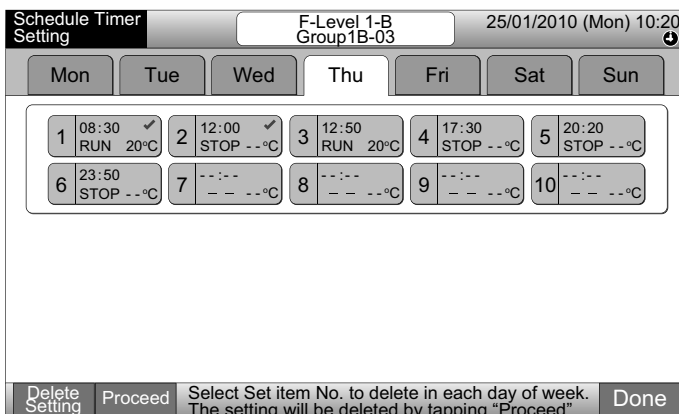 Schedule Timer
Setting
F-Level 1-B
Group1B-03
25/01/2010 (Mon) 10:20
Mon Tue Wed Thu Fri Sat Sun
1 08:30 ✓
RUN 20°C
2 12:00 ✓
STOP --°C
3 12:50
RUN 20°C
4 17:30
STOP --°C
5 20:20
STOP --°C
6 23:50
STOP --°C
7 --:--
– – --°C
8 --:--
– – --°C
9 --:--
– – --°C
10 --:--
– – --°C
Delete
Setting
Proceed
Select Set item No. to delete in each day of week.
The setting will be deleted by tapping “Proceed”
Done